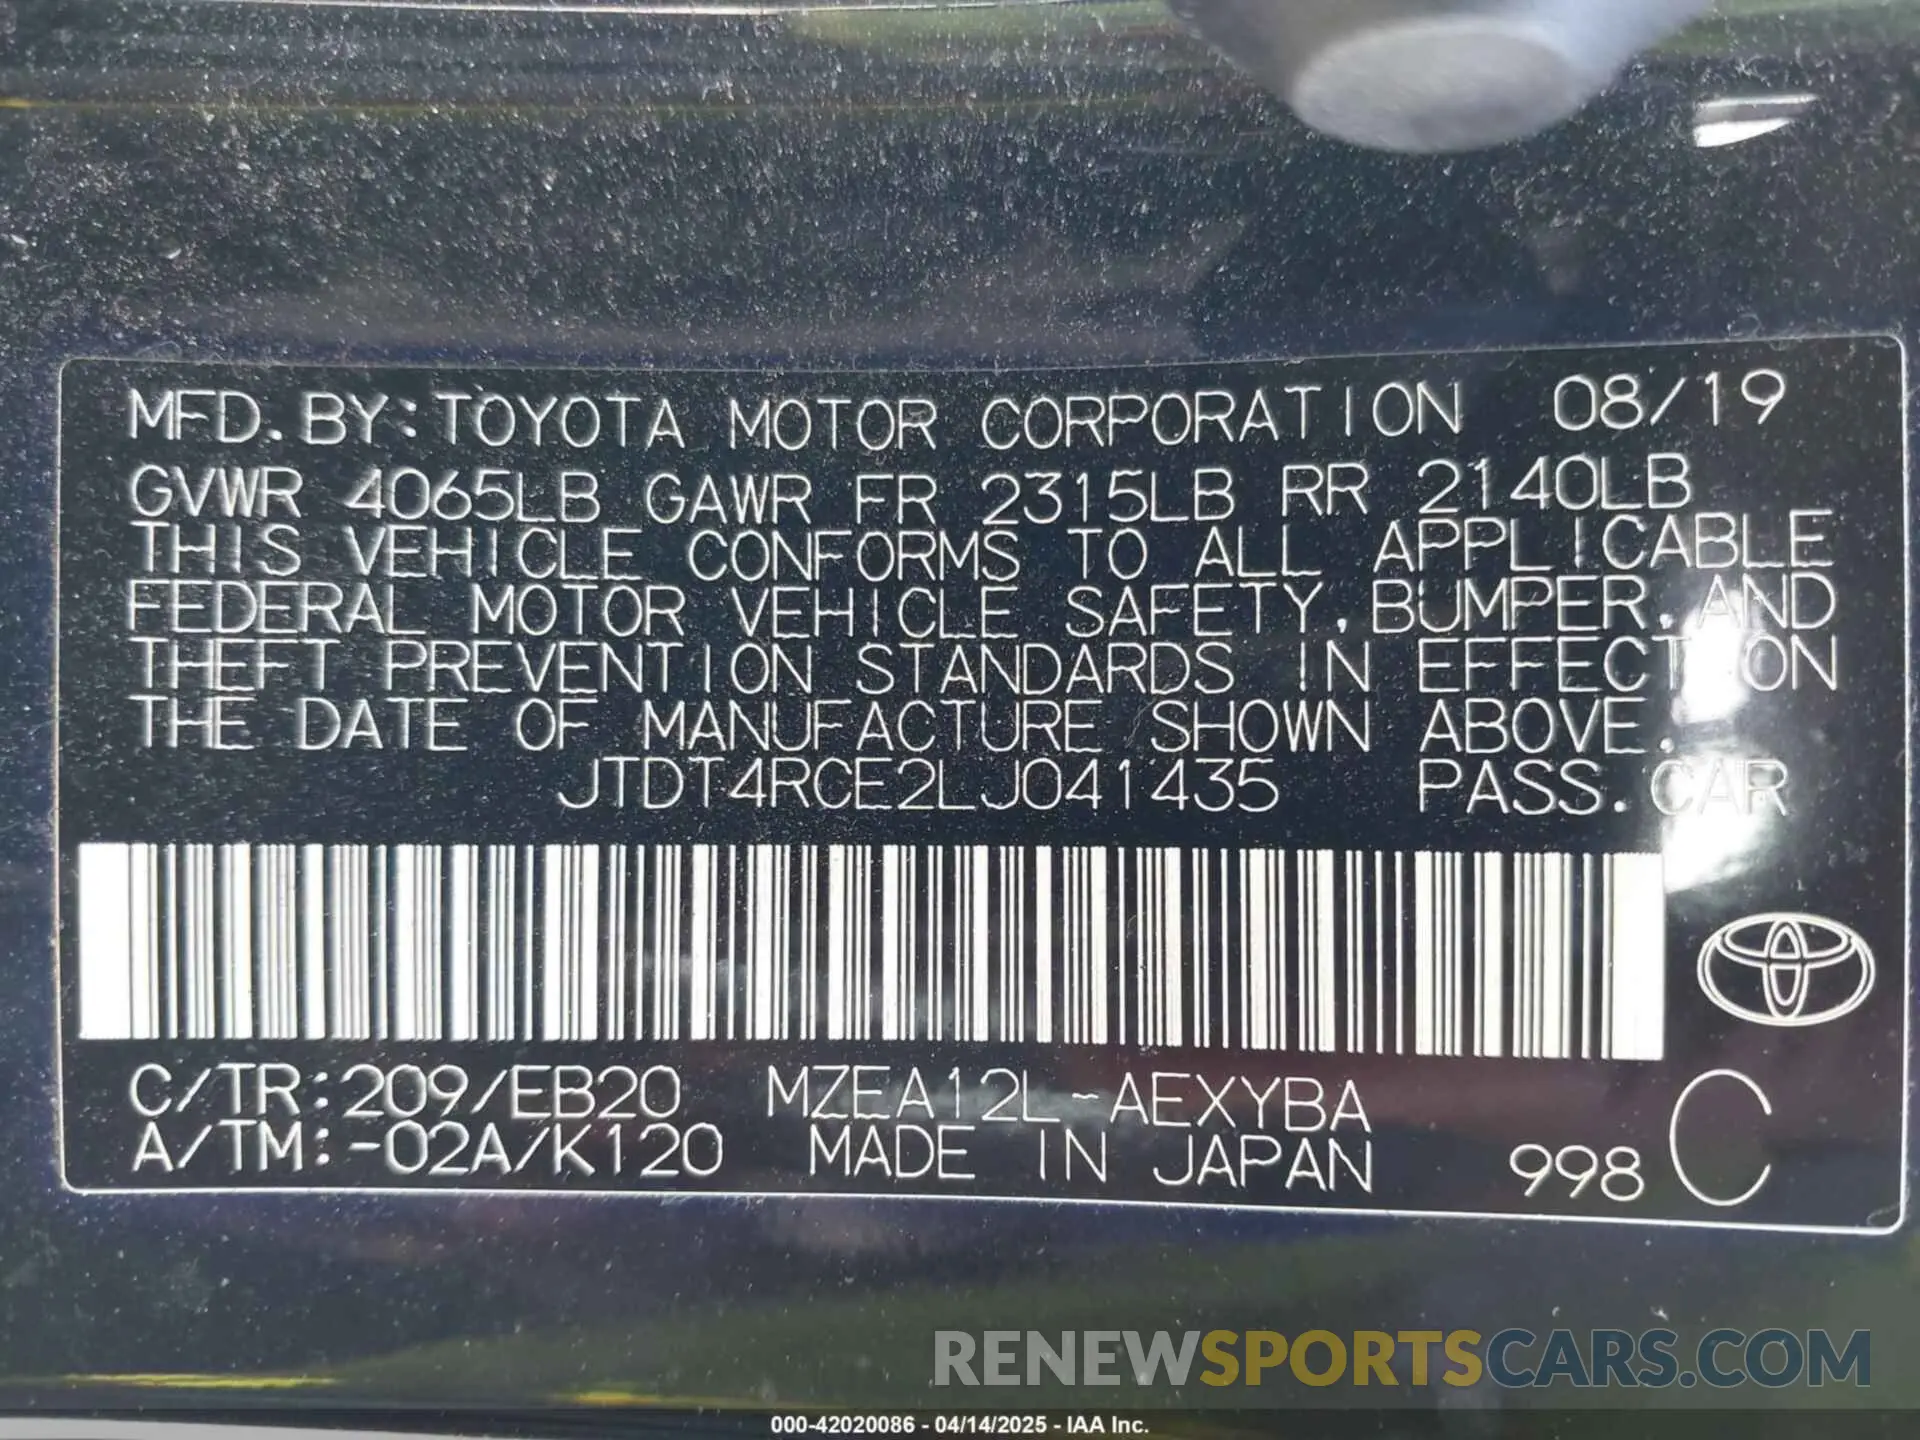 MFD. BY: TOYOTA MOTOR CORPORATION 08/19
GVWR 4065LB GAWR FR 2315LB RR 2140LB
THIS VEHICLE CONFORMS TO ALL APPLICABLE
FEDERAL MOTOR VEHICLE SAFETY, BUMPER, AND
THEFT PREVENTION STANDARDS IN EFFECT ON
THE DATE OF MANUFACTURE SHOWN ABOVE.
JTDT4RCE2LJ041435 PASS. CAR
C/TR: 209/EB20 MZEA12L-AEXYBA
A/TM: -02A/K120 MADE IN JAPAN 998 C
RENEWSPORTSCARS.COM
000-42020086 - 04/14/2025 - IAA Inc.